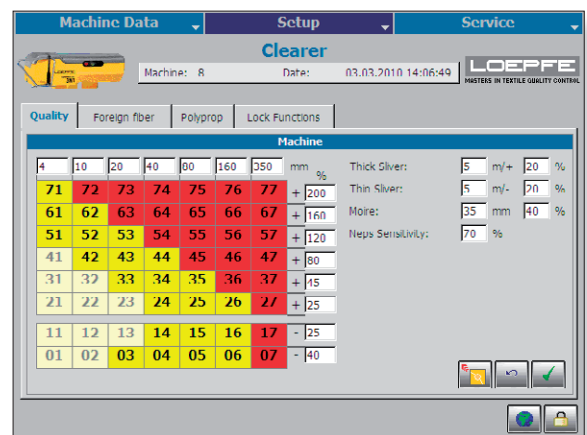 Machine Data Setup Service
Clearer
LOEPFE
Machine: 8 Date: 03.03.2010 14:06:49
MASTERS IN TEXTILE QUALITY CONTROL
Quality Foreign fiber Polyprop Lock Functions
Machine
4 10 20 40 80 160 350 mm %
71 72 73 74 75 76 77 + 200
61 62 63 64 65 66 67 + 160
51 52 53 54 55 56 57 + 120
41 42 43 44 45 46 47 + 80
31 32 33 34 35 36 37 + 45
21 22 23 24 25 26 27 + 25
11 12 13 14 15 16 17 - 25
01 02 03 04 05 06 07 - 40
Thick Sliver: 5 m/+ 20 %
Thin Sliver: 5 m/- 20 %
Moire: 35 mm 40 %
Neps Sensitivity: 70 %